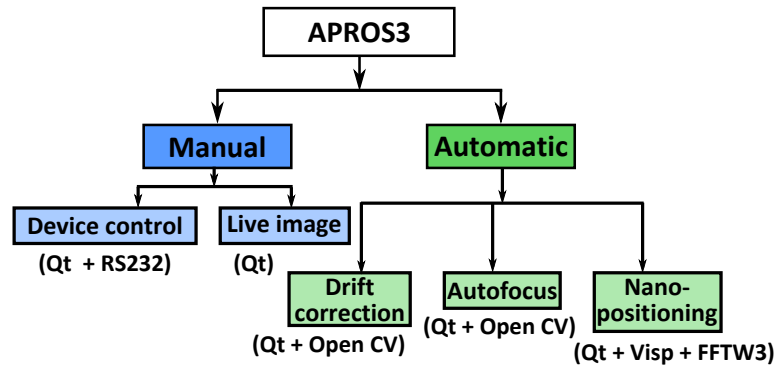 APROS3
Manual
Automatic
Device control
Live image
(Qt + RS232)
(Qt)
Drift
correction
(Qt + Open CV)
Autofocus
(Qt + Open CV)
Nano-
positioning
(Qt + Visp + FFTW3)